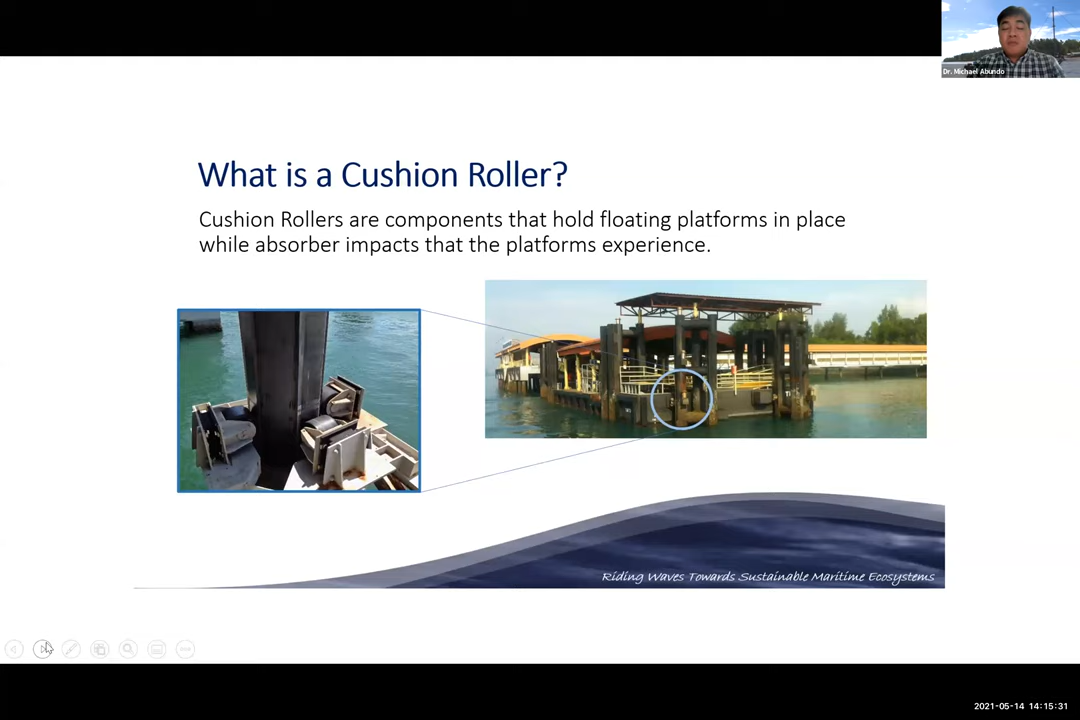 Dr. Michael Abundo
What is a Cushion Roller?
Cushion Rollers are components that hold floating platforms in place
while absorber impacts that the platforms experience.
Riding Waves Towards Sustainable Maritime Ecosystems
2021-05-14 14:15:31